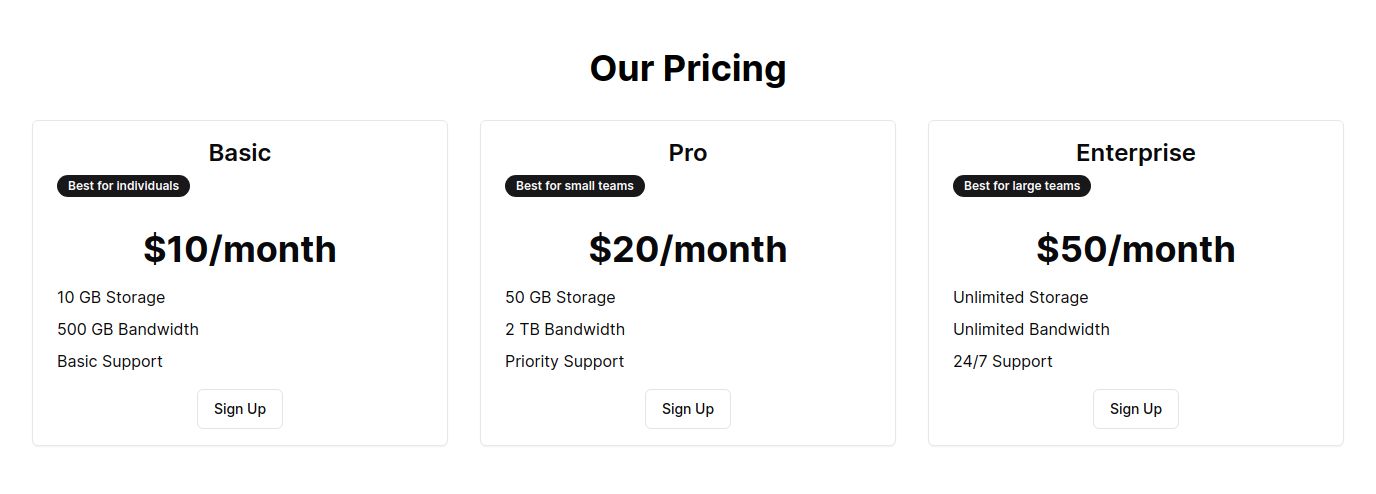 Our Pricing
Basic
Best for individuals
$10/month
10 GB Storage
500 GB Bandwidth
Basic Support
Sign Up
Pro
Best for small teams
$20/month
50 GB Storage
2 TB Bandwidth
Priority Support
Sign Up
Enterprise
Best for large teams
$50/month
Unlimited Storage
Unlimited Bandwidth
24/7 Support
Sign Up